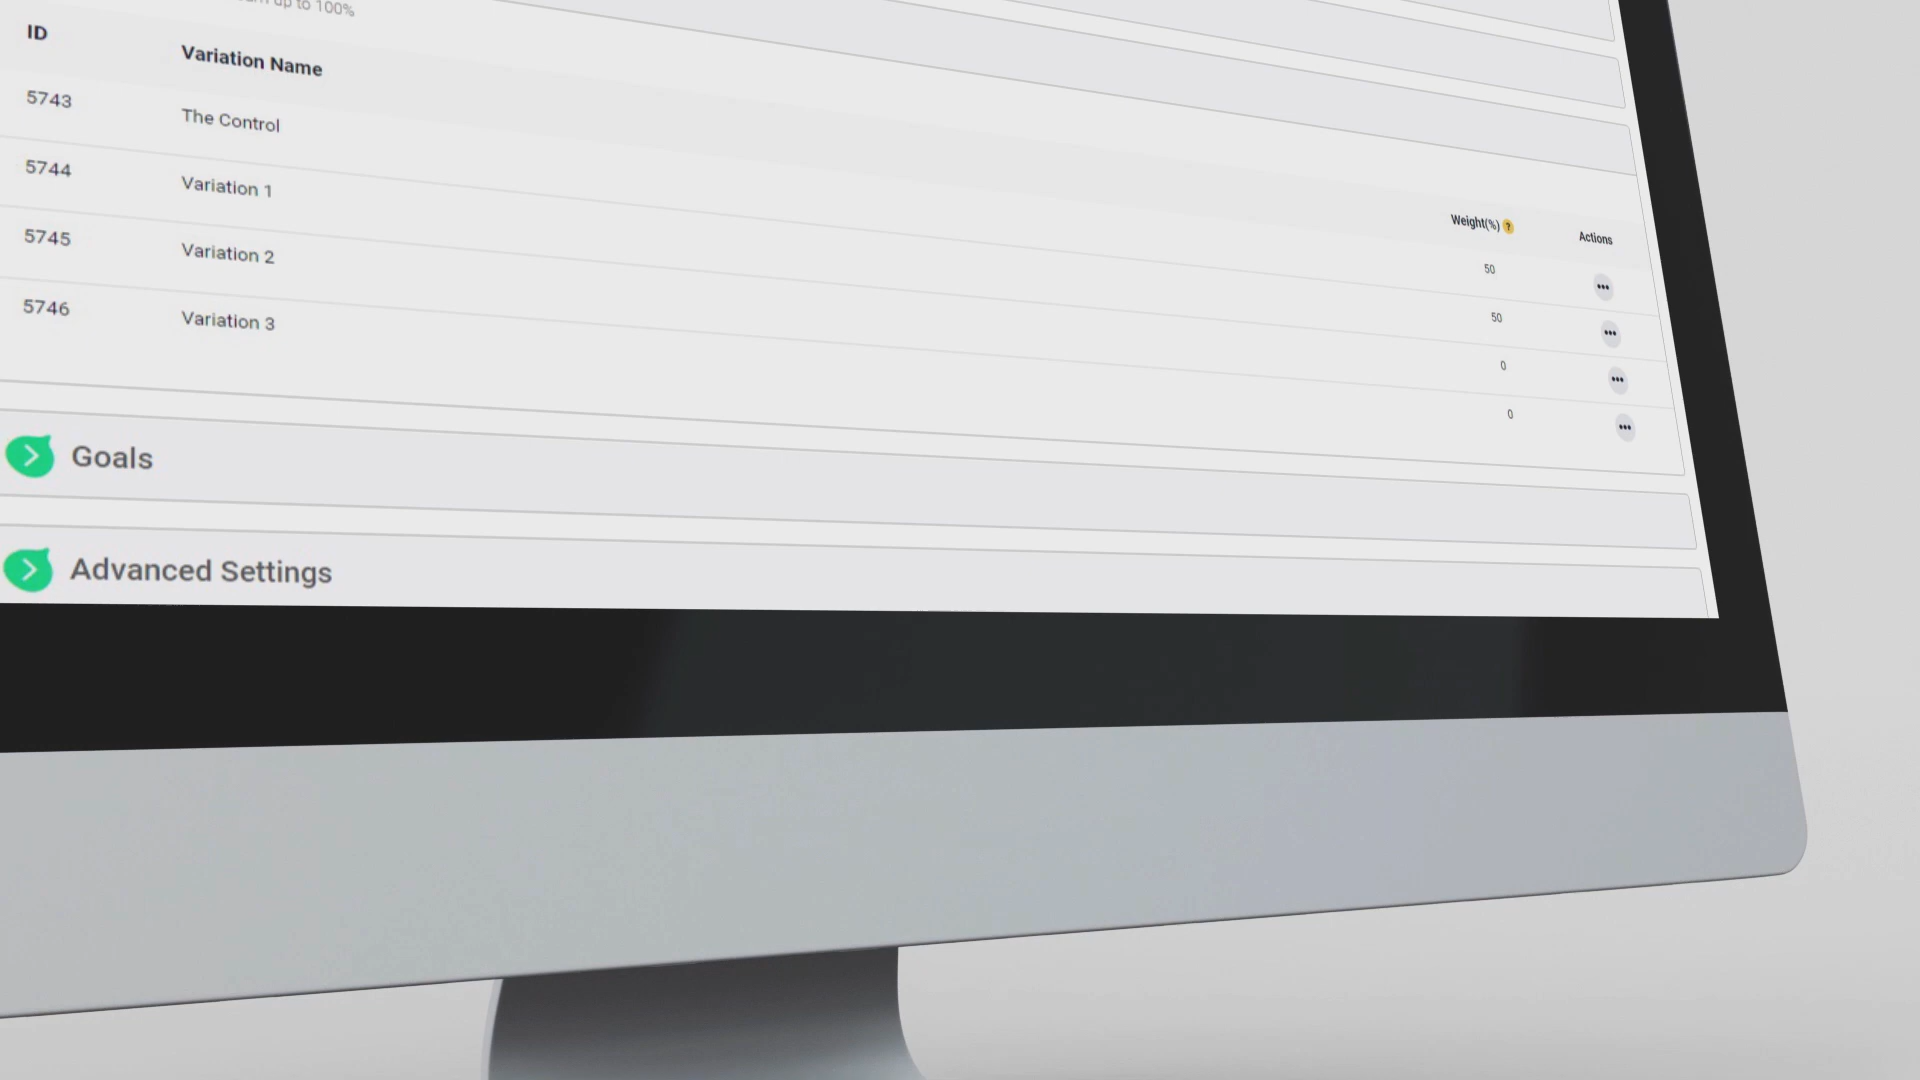 up to 100%
ID Variation Name Weight(%) ? Actions
5743 The Control 50
5744 Variation 1 50
5745 Variation 2 0
5746 Variation 3 0
Goals
Advanced Settings